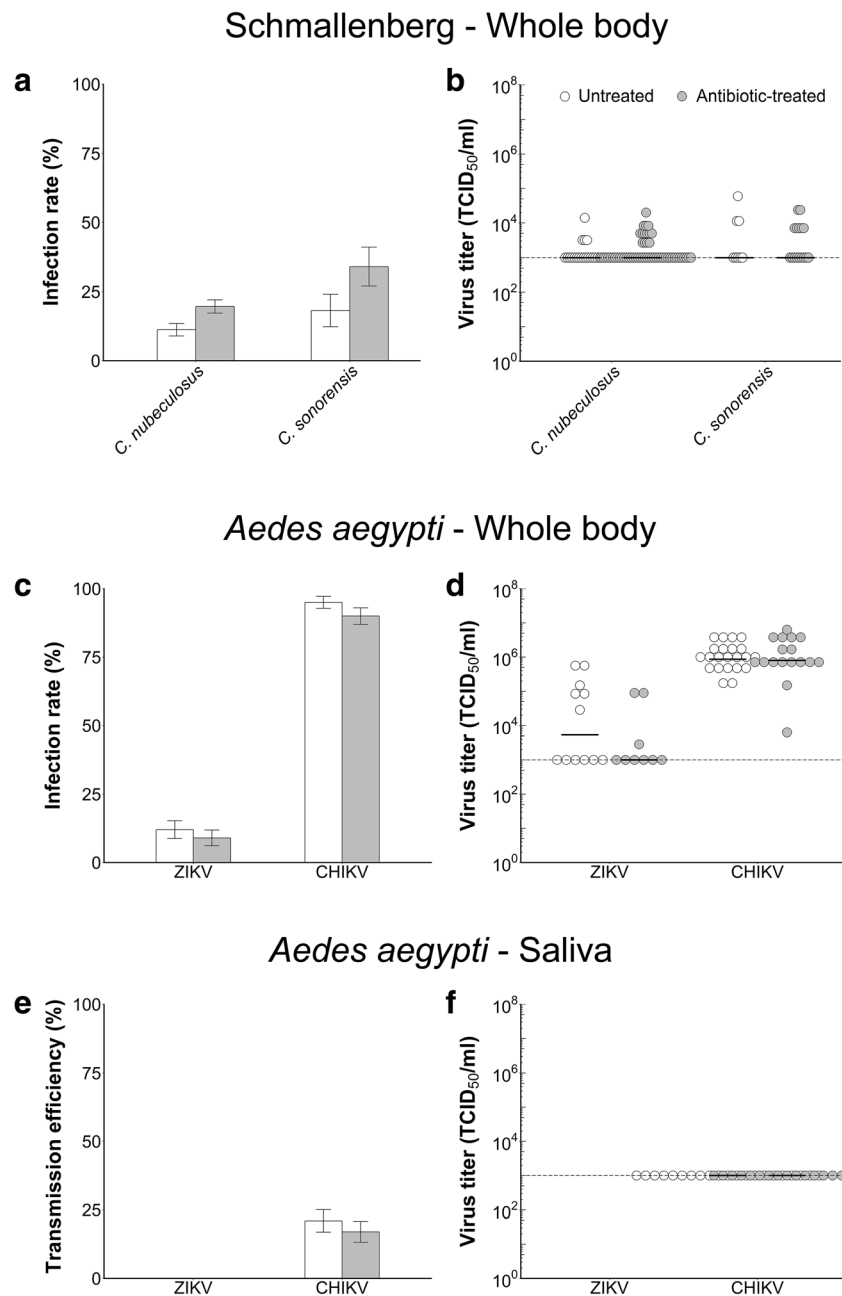 Schmallenberg - Whole body
a
Infection rate (%)
100
75
50
25
0
C. nubeculosus
C. sonorensis
b
Untreated
Antibiotic-treated
Virus titer (TCID50/ml)
10^8
10^6
10^4
10^2
10^0
C. nubeculosus
C. sonorensis
Aedes aegypti - Whole body
c
Infection rate (%)
100
75
50
25
0
ZIKV
CHIKV
d
Virus titer (TCID50/ml)
10^8
10^6
10^4
10^2
10^0
ZIKV
CHIKV
Aedes aegypti - Saliva
e
Transmission efficiency (%)
100
75
50
25
0
ZIKV
CHIKV
f
Virus titer (TCID50/ml)
10^8
10^6
10^4
10^2
10^0
ZIKV
CHIKV